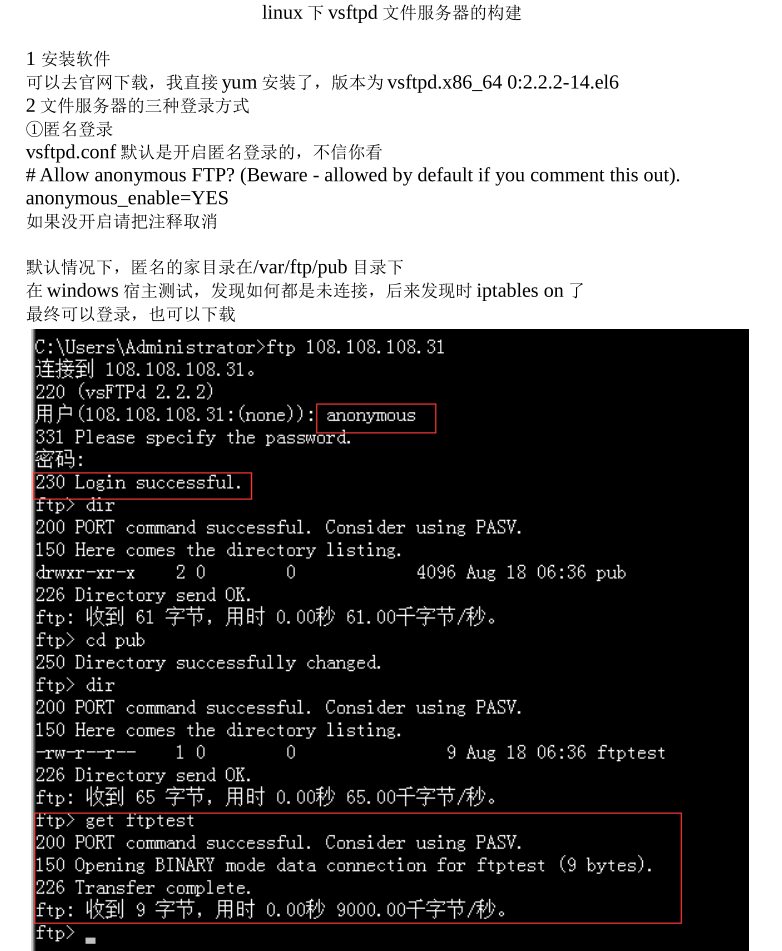 linux 下 vsftpd 文件服务器的构建
1 安装软件
可以去官网下载，我直接 yum 安装了，版本为 vsftpd.x86_64 0:2.2.2-14.el6
2 文件服务器的三种登录方式
①匿名登录
vsftpd.conf 默认是开启匿名登录的，不信你看
# Allow anonymous FTP? (Beware - allowed by default if you comment this out).
anonymous_enable=YES
如果没开启请把注释取消
默认情况下，匿名的家目录在/var/ftp/pub 目录下
在 windows 宿主测试，发现如何都是未连接，后来发现时 iptables on 了
最终可以登录，也可以下载
C:\Users\Administrator>ftp 108.108.108.31
连接到 108.108.108.31。
220 (vsFTPd 2.2.2)
用户(108.108.108.31:(none)): anonymous
331 Please specify the password.
密码:
230 Login successful.
ftp> dir
200 PORT command successful. Consider using PASV.
150 Here comes the directory listing.
drwxr-xr-x    2 0        0            4096 Aug 18 06:36 pub
226 Directory send OK.
ftp: 收到 61 字节，用时 0.00秒 61.00千字节/秒。
ftp> cd pub
250 Directory successfully changed.
ftp> dir
200 PORT command successful. Consider using PASV.
150 Here comes the directory listing.
-rw-r--r--    1 0        0               9 Aug 18 06:36 ftptest
226 Directory send OK.
ftp: 收到 65 字节，用时 0.00秒 65.00千字节/秒。
ftp> get ftptest
200 PORT command successful. Consider using PASV.
150 Opening BINARY mode data connection for ftptest (9 bytes).
226 Transfer complete.
ftp: 收到 9 字节，用时 0.00秒 9000.00千字节/秒。
ftp>